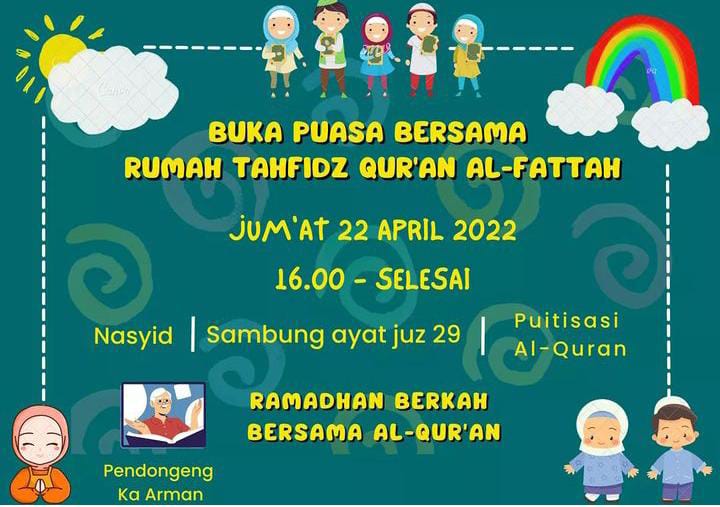 BUKA PUASA BERSAMA
RUMAH TAHFIDZ QUR'AN AL-FATTAH
JUM'AT 22 APRIL 2022
16.00 - SELESAI
Nasyid | Sambung ayat juz 29 | Puitisasi
Al-Quran
RAMADHAN BERKAH
BERSAMA AL-QUR'AN
Pendongeng
Ka Arman
Canva